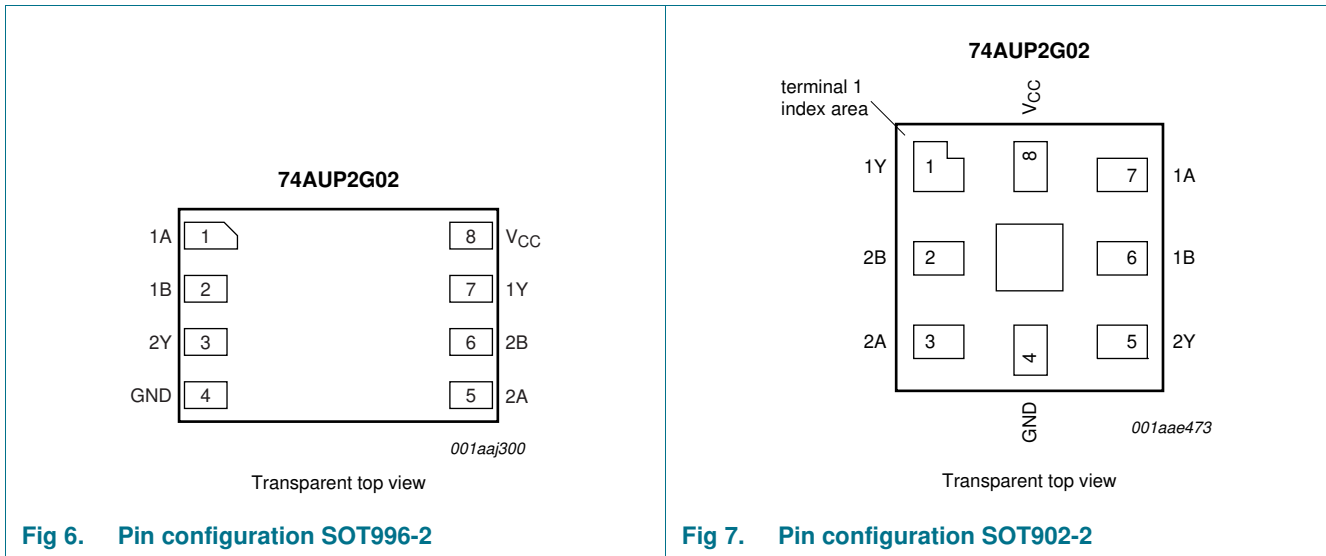 74AUP2G02
1A 1 8 VCC
1B 2 7 1Y
2Y 3 6 2B
GND 4 5 2A
001aaj300
Transparent top view
Fig 6. Pin configuration SOT996-2
74AUP2G02
terminal 1
index area
VCC
1Y 1 8 7 1A
2B 2 6 1B
2A 3 4 5 2Y
GND
001aae473
Transparent top view
Fig 7. Pin configuration SOT902-2